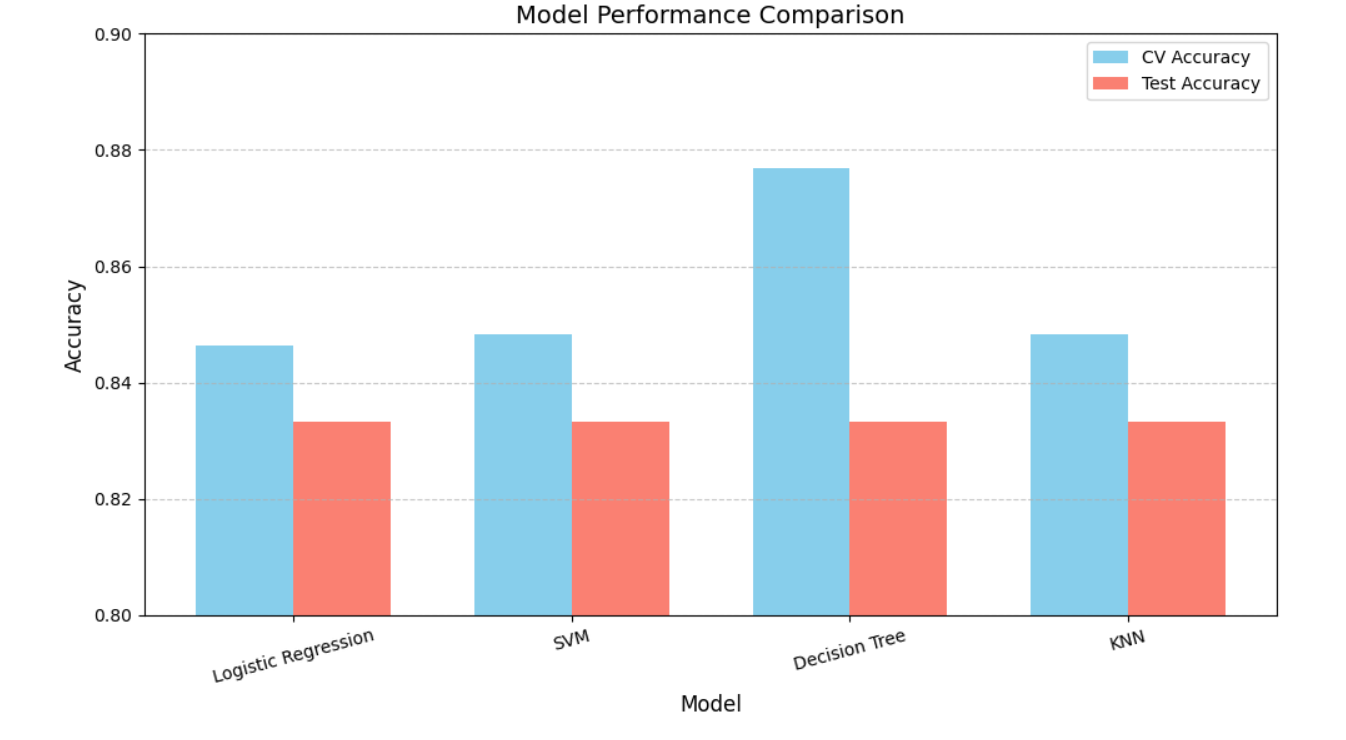 Model Performance Comparison
0.90
0.88
0.86
0.84
0.82
0.80
Accuracy
CV Accuracy
Test Accuracy
Logistic Regression
SVM
Decision Tree
KNN
Model